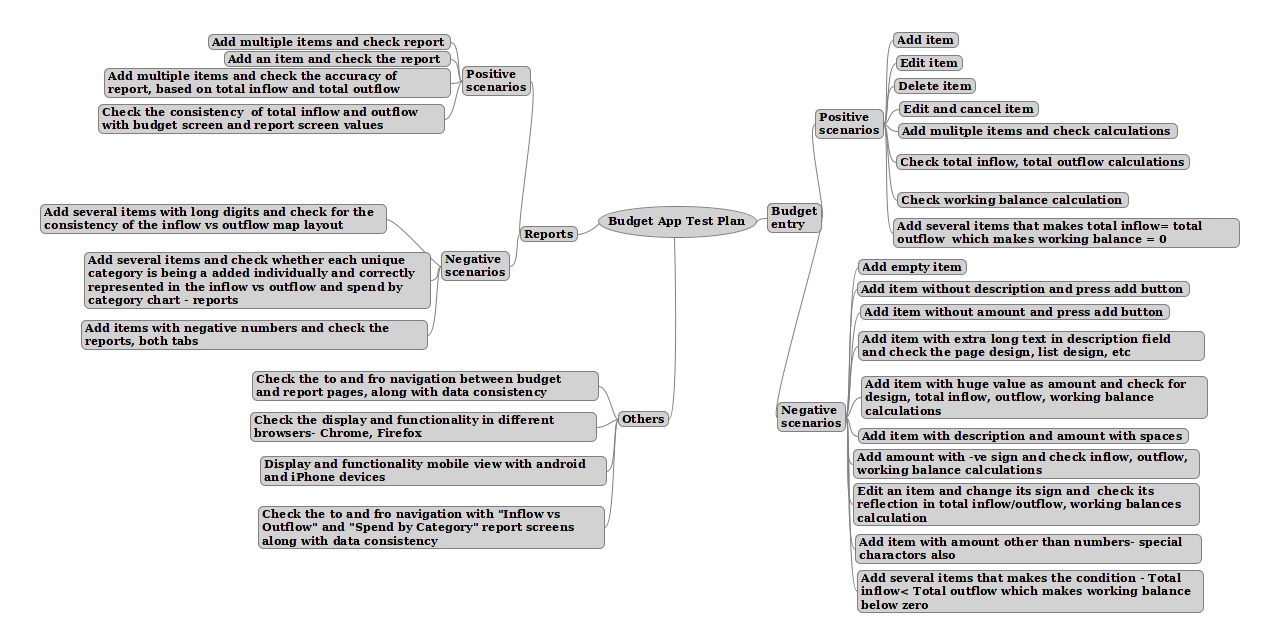 Budget App Test Plan
Reports
Positive
scenarios
Add multiple items and check report
Add an item and check the report
Add multiple items and check the accuracy of
report, based on total inflow and total outflow
Check the consistency  of total inflow and outflow
with budget screen and report screen values
Negative
scenarios
Add several items with long digits and check for the
consistency of the inflow vs outflow map layout
Add several items and check whether each unique
category is being a added individually and correctly
represented in the inflow vs outflow and spend by
category chart - reports
Add items with negative numbers and check the
reports, both tabs
Others
Check the to and fro navigation between budget
and report pages, along with data consistency
Check the display and functionality in different
browsers- Chrome, Firefox
Display and functionality mobile view with android
and iPhone devices
Check the to and fro navigation with "Inflow vs
Outflow" and "Spend by Category" report screens
along with data consistency
Budget
entry
Positive
scenarios
Add item
Edit item
Delete item
Edit and cancel item
Add mulitple items and check calculations
Check total inflow, total outflow calculations
Check working balance calculation
Add several items that makes total inflow= total
outflow  which makes working balance = 0
Negative
scenarios
Add empty item
Add item without description and press add button
Add item without amount and press add button
Add item with extra long text in description field
and check the page design, list design, etc
Add item with huge value as amount and check for
design, total inflow, outflow, working balance
calculations
Add item with description and amount with spaces
Add amount with -ve sign and check inflow, outflow,
working balance calculations
Edit an item and change its sign and  check its
reflection in total inflow/outflow, working balances
calculation
Add item with amount other than numbers- special
charactors also
Add several items that makes the condition - Total
inflow< Total outflow which makes working balance
below zero